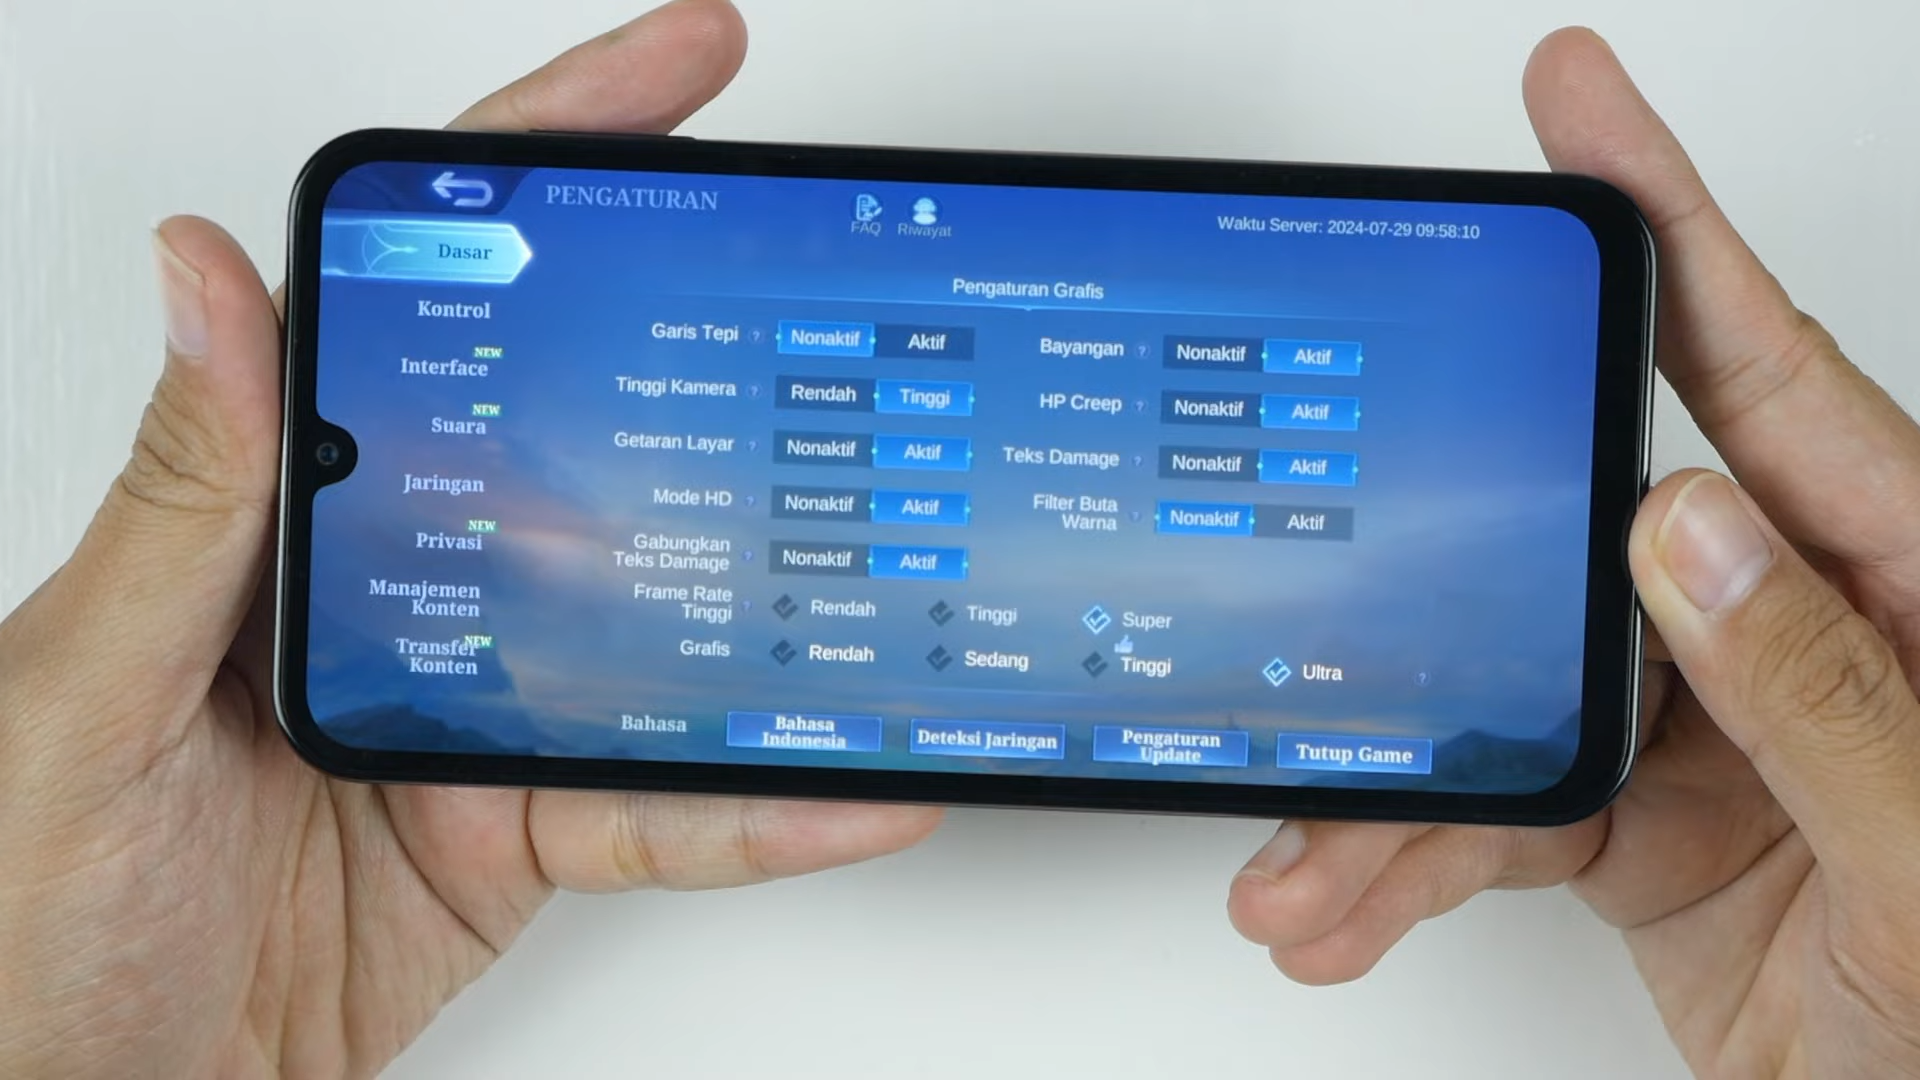 PENGATURAN
FAQ
Riwayat
Waktu Server: 2024-07-29 09:58:10
Dasar
Kontrol
NEW
Interface
NEW
Suara
Jaringan
NEW
Privasi
Manajemen
Konten
NEW
Transfer
Konten
Pengaturan Grafis
Garis Tepi ? Nonaktif Aktif
Bayangan ? Nonaktif Aktif
Tinggi Kamera ? Rendah Tinggi
HP Creep ? Nonaktif Aktif
Getaran Layar ? Nonaktif Aktif
Teks Damage ? Nonaktif Aktif
Mode HD ? Nonaktif Aktif
Filter Buta
Warna ? Nonaktif Aktif
Gabungkan
Teks Damage ? Nonaktif Aktif
Frame Rate
Tinggi ? Rendah Tinggi Super
Grafis Rendah Sedang Tinggi Ultra ?
Bahasa
Bahasa
Indonesia
Deteksi Jaringan
Pengaturan
Update
Tutup Game